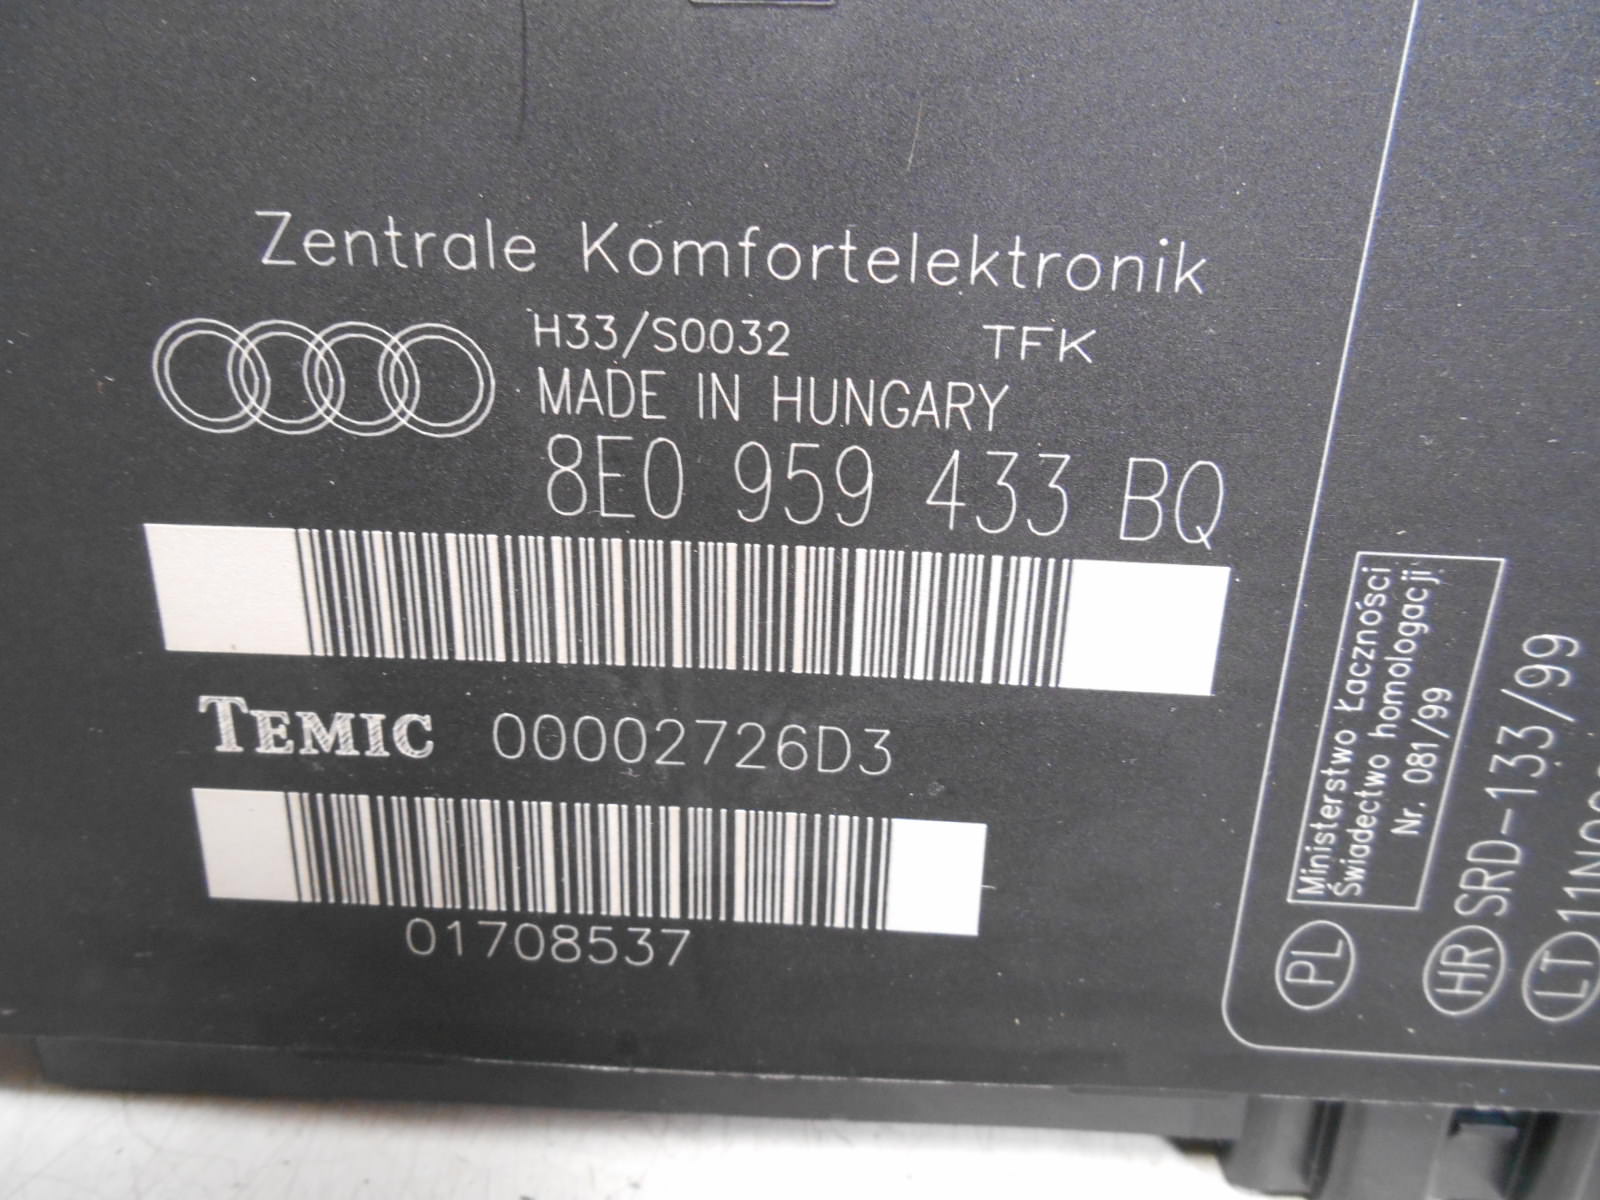 Zentrale Komfortelektronik
H33/S0032 TFK
MADE IN HUNGARY
8E0 959 433 BQ
TEMIC 00002726D3
01708537
PL
Ministerstwo Łączności
Świadectwo homologacji
Nr. 081/99
HR SRD-133/99
LT